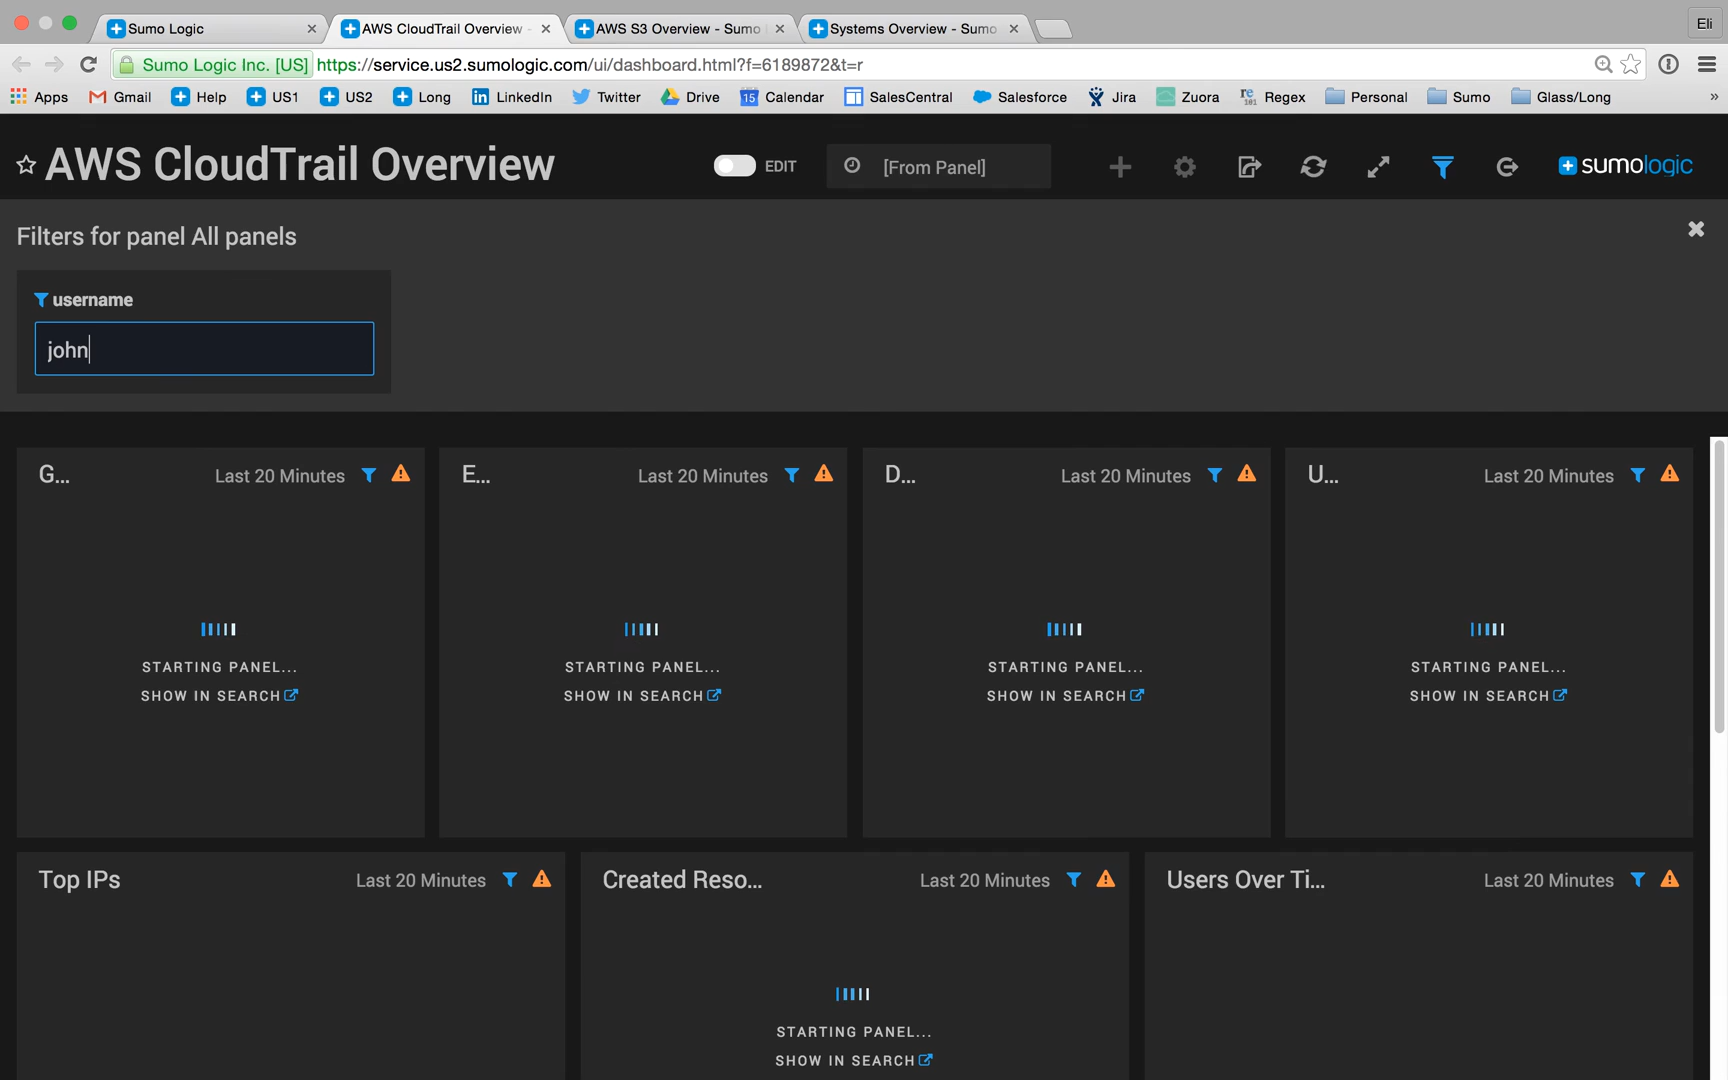 Sumo Logic
AWS CloudTrail Overview -
AWS S3 Overview - Sumo
Systems Overview - Sumo
Eli
Sumo Logic Inc. [US]
https://service.us2.sumologic.com/ui/dashboard.html?f=6189872&t=r
Apps
Gmail
Help
US1
US2
Long
LinkedIn
Twitter
Drive
15
Calendar
SalesCentral
Salesforce
Jira
Zuora
re
101
Regex
Personal
Sumo
Glass/Long
»
AWS CloudTrail Overview
EDIT
[From Panel]
sumologic
Filters for panel All panels
username
john
G...
Last 20 Minutes
E...
Last 20 Minutes
D...
Last 20 Minutes
U...
Last 20 Minutes
STARTING PANEL...
SHOW IN SEARCH
STARTING PANEL...
SHOW IN SEARCH
STARTING PANEL...
SHOW IN SEARCH
STARTING PANEL...
SHOW IN SEARCH
Top IPs
Last 20 Minutes
Created Reso...
Last 20 Minutes
Users Over Ti...
Last 20 Minutes
STARTING PANEL...
SHOW IN SEARCH